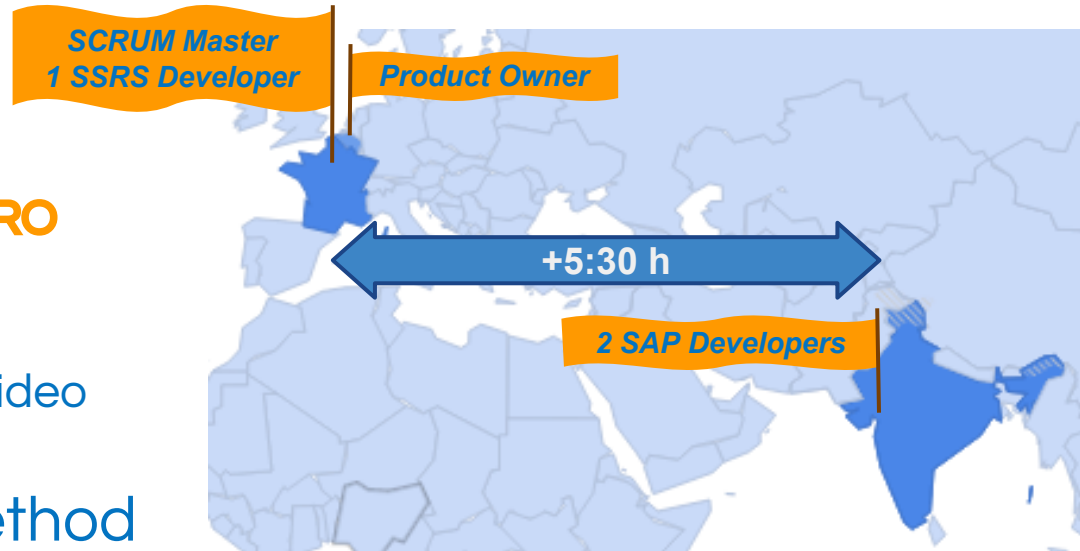 SCRUM Master
1 SSRS Developer
Product Owner
RO
+5:30 h
2 SAP Developers
ideo
ethod